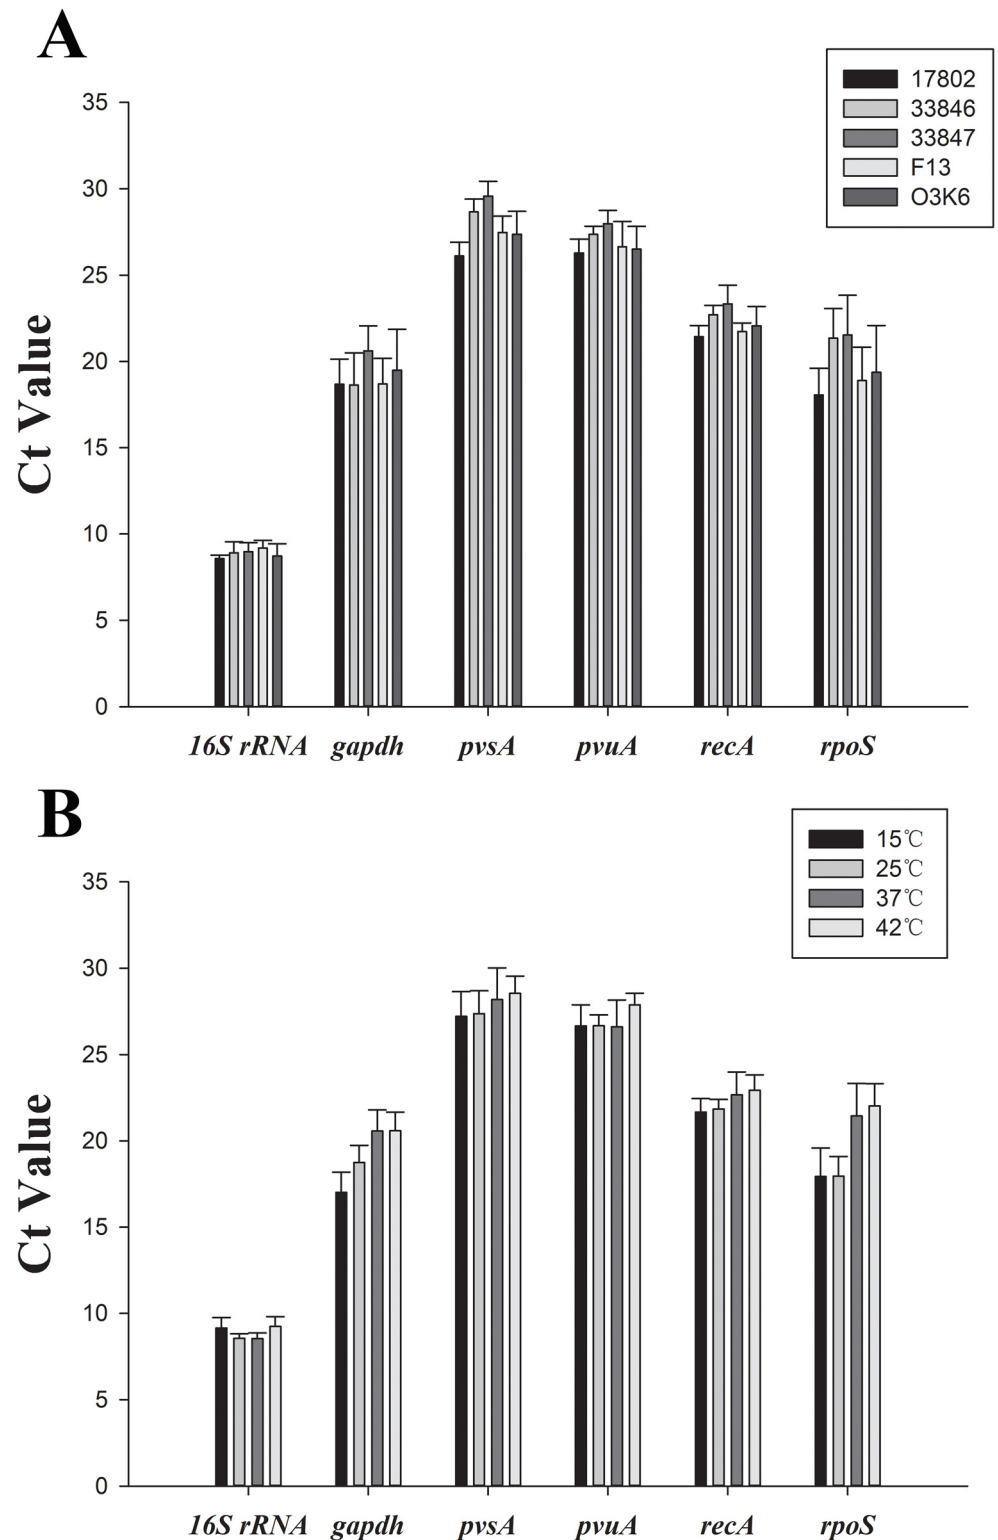 A
17802
33846
33847
F13
O3K6
35
30
25
20
15
10
5
0
Ct Value
16S rRNA gapdh pvsA pvuA recA rpoS
B
15℃
25℃
37℃
42℃
35
30
25
20
15
10
5
0
Ct Value
16S rRNA gapdh pvsA pvuA recA rpoS